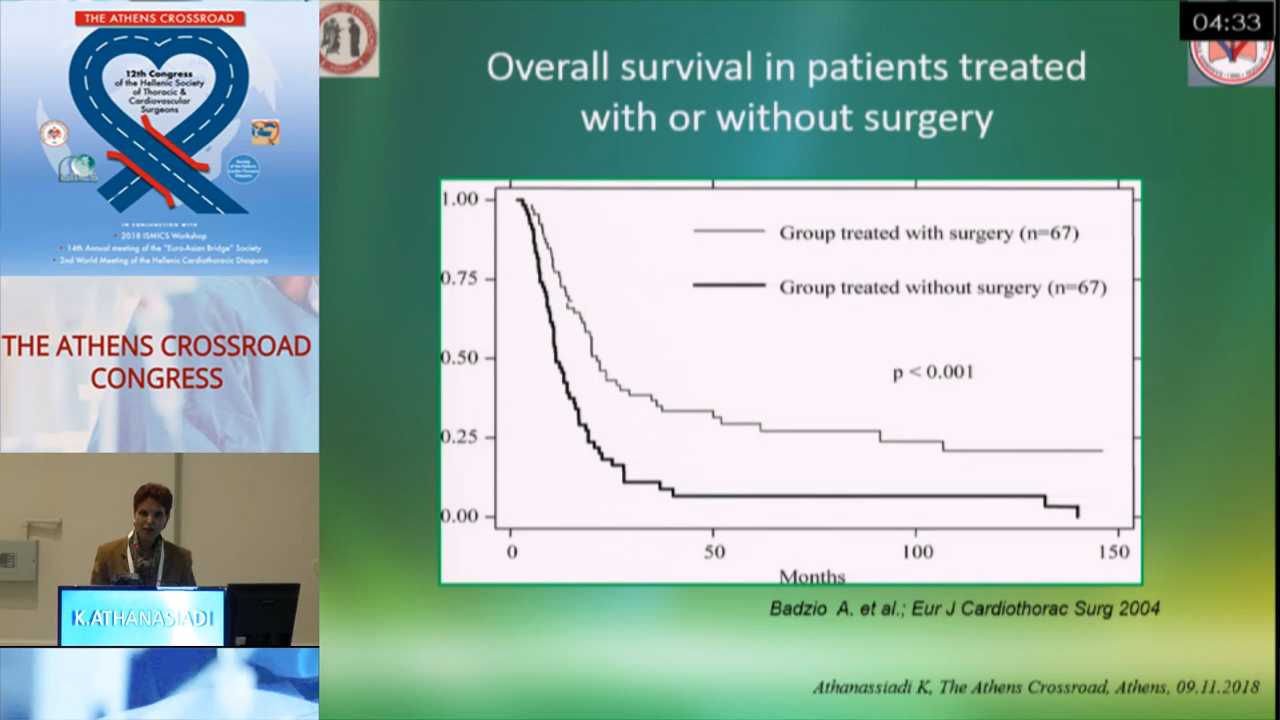 THE ATHENS CROSSROAD
12th Congress
of the Hellenic Society
of Thoracic &
Cardiovascular
Surgeons
IN CONJUNCTION WITH
• 2018 ISMICS Workshop
• 14th Annual meeting of the "Euro-Asian Bridge" Society
• 2nd World Meeting of the Hellenic Cardiothoracic Diaspora
THE ATHENS CROSSROAD
CONGRESS
K.ATHANASIADI
04:33
Overall survival in patients treated
with or without surgery
1.00
0.75
0.50
0.25
0.00
Group treated with surgery (n=67)
Group treated without surgery (n=67)
p < 0.001
0 50 100 150
Months
Badzio A. et al.; Eur J Cardiothorac Surg 2004
Athanassiadi K, The Athens Crossroad, Athens, 09.11.2018